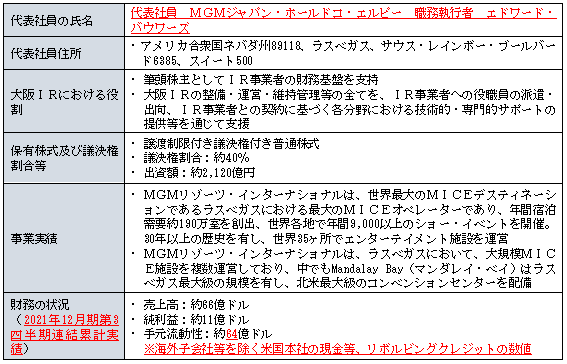 代表社員の氏名
代表社員 MGMジャパン・ホールドコ・エルピー 職務執行者 エドワード・
バウワーズ
代表社員住所
・アメリカ合衆国ネバダ州89118、ラスベガス、サウス・レインボー・ブールバー
ド6385、スイート500
大阪IRにおける役
割
・筆頭株主としてIR事業者の財務基盤を支持
・大阪IRの整備・運営・維持管理等の全てを、IR事業者への役職員の派遣・
出向、IR事業者との契約に基づく各分野における技術的・専門的サポートの
提供等を通じて支援
保有株式及び議決権
割合等
・譲渡制限付き議決権付き普通株式
・議決権割合:約40%
・出資額:約2,120億円
事業実績
・MGMリゾーツ・インターナショナルは、世界最大のMICEデスティネーシ
ョンであるラスベガスにおける最大のMICEオペレーターであり、年間宿泊
需要約190万室を創出、世界各地で年間9,000以上のショー・イベントを開催。
30年以上の歴史を有し、世界35ヶ所でエンターテイメント施設を運営
・MGMリゾーツ・インターナショナルは、ラスベガスにおいて、大規模MIC
E施設を複数運営しており、中でもMandalay Bay(マンダレイ・ベイ)はラス
ベガス最大級の規模を有し、北米最大級のコンベンションセンターを配備
財務の状況
(2021年12月期第3
四半期連結累計実
績)
・売上高:約66億ドル
・純利益:約11億ドル
・手元流動性:約64億ドル
※海外子会社等を除く米国本社の現金等、リボルビングクレジットの数値